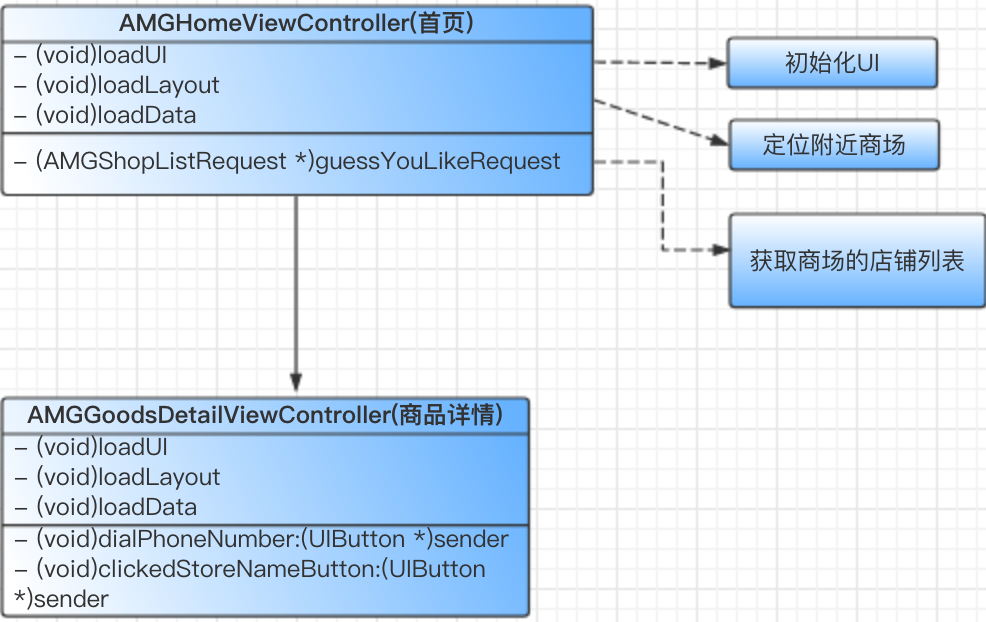 AMGHomeViewController(首页)
– (void)loadUI
– (void)loadLayout
– (void)loadData
– (AMGShopListRequest *)guessYouLikeRequest
初始化UI
定位附近商场
获取商场的店铺列表
AMGGoodsDetailViewController(商品详情)
– (void)loadUI
– (void)loadLayout
– (void)loadData
– (void)dialPhoneNumber:(UIButton *)sender
– (void)clickedStoreNameButton:(UIButton
*)sender